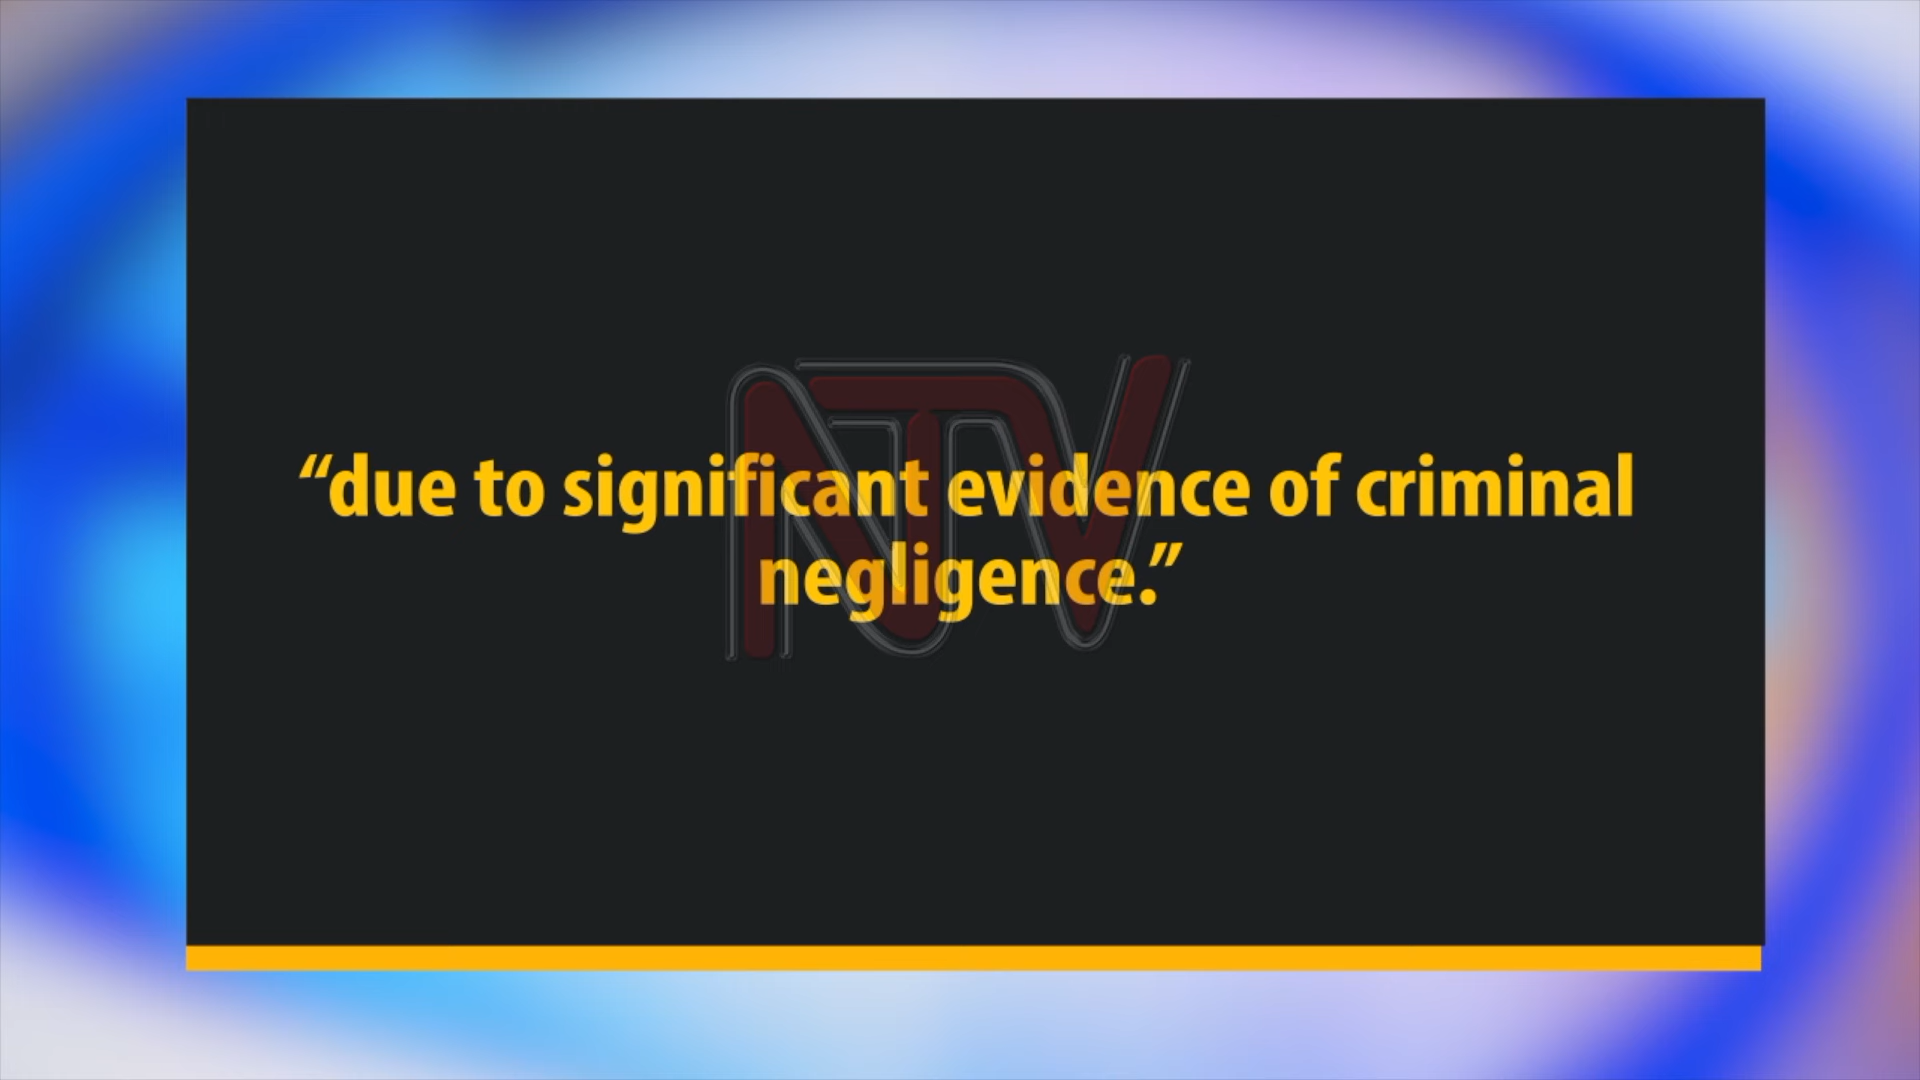 “due to significant evidence of criminal
negligence.”
NTV